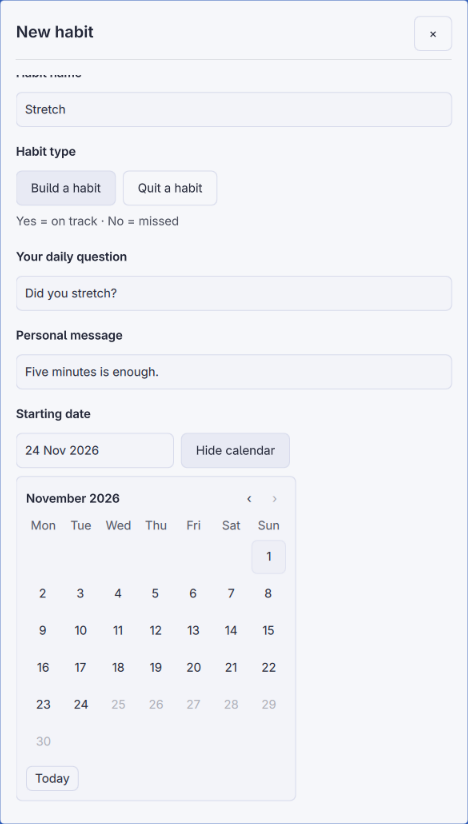 New habit
×
Habit name
Stretch
Habit type
Build a habit Quit a habit
Yes = on track · No = missed
Your daily question
Did you stretch?
Personal message
Five minutes is enough.
Starting date
24 Nov 2026 Hide calendar
November 2026 ‹ ›
Mon Tue Wed Thu Fri Sat Sun
1
2 3 4 5 6 7 8
9 10 11 12 13 14 15
16 17 18 19 20 21 22
23 24 25 26 27 28 29
30
Today